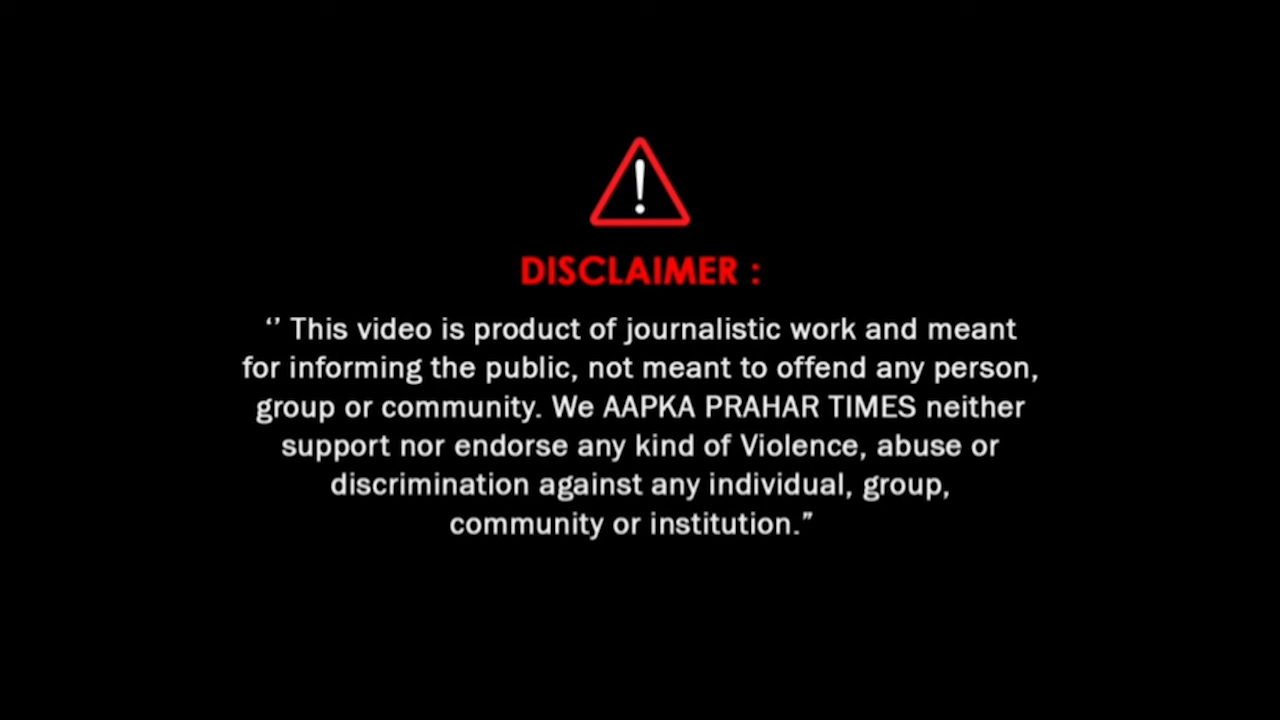 !
DISCLAIMER :
‘’ This video is product of journalistic work and meant
for informing the public, not meant to offend any person,
group or community. We AAPKA PRAHAR TIMES neither
support nor endorse any kind of Violence, abuse or
discrimination against any individual, group,
community or institution.”